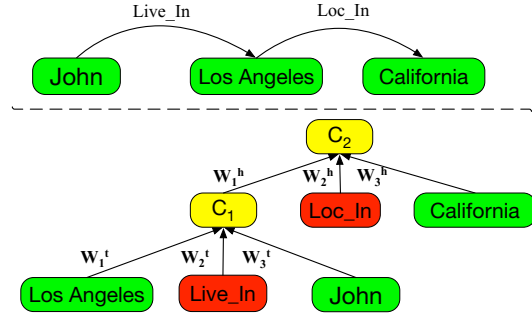 Live_In Loc_In
John Los Angeles California
C₂
W₁ʰ W₂ʰ W₃ʰ
C₁ Loc_In California
W₁ᵗ W₂ᵗ W₃ᵗ
Los Angeles Live_In John